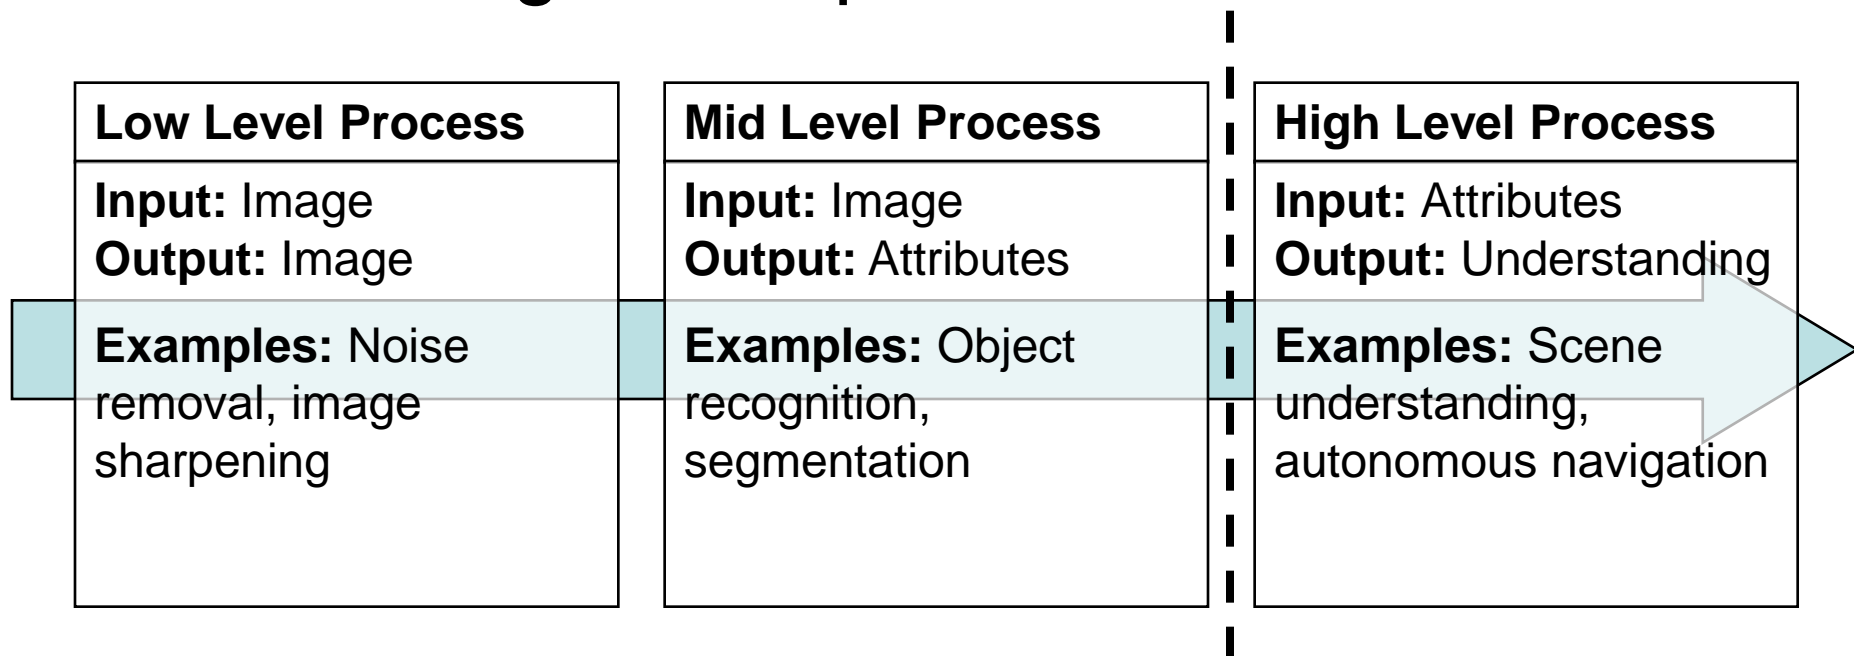 Low Level Process
Input: Image
Output: Image
Examples: Noise
removal, image
sharpening
Mid Level Process
Input: Image
Output: Attributes
Examples: Object
recognition,
segmentation
High Level Process
Input: Attributes
Output: Understanding
Examples: Scene
understanding,
autonomous navigation